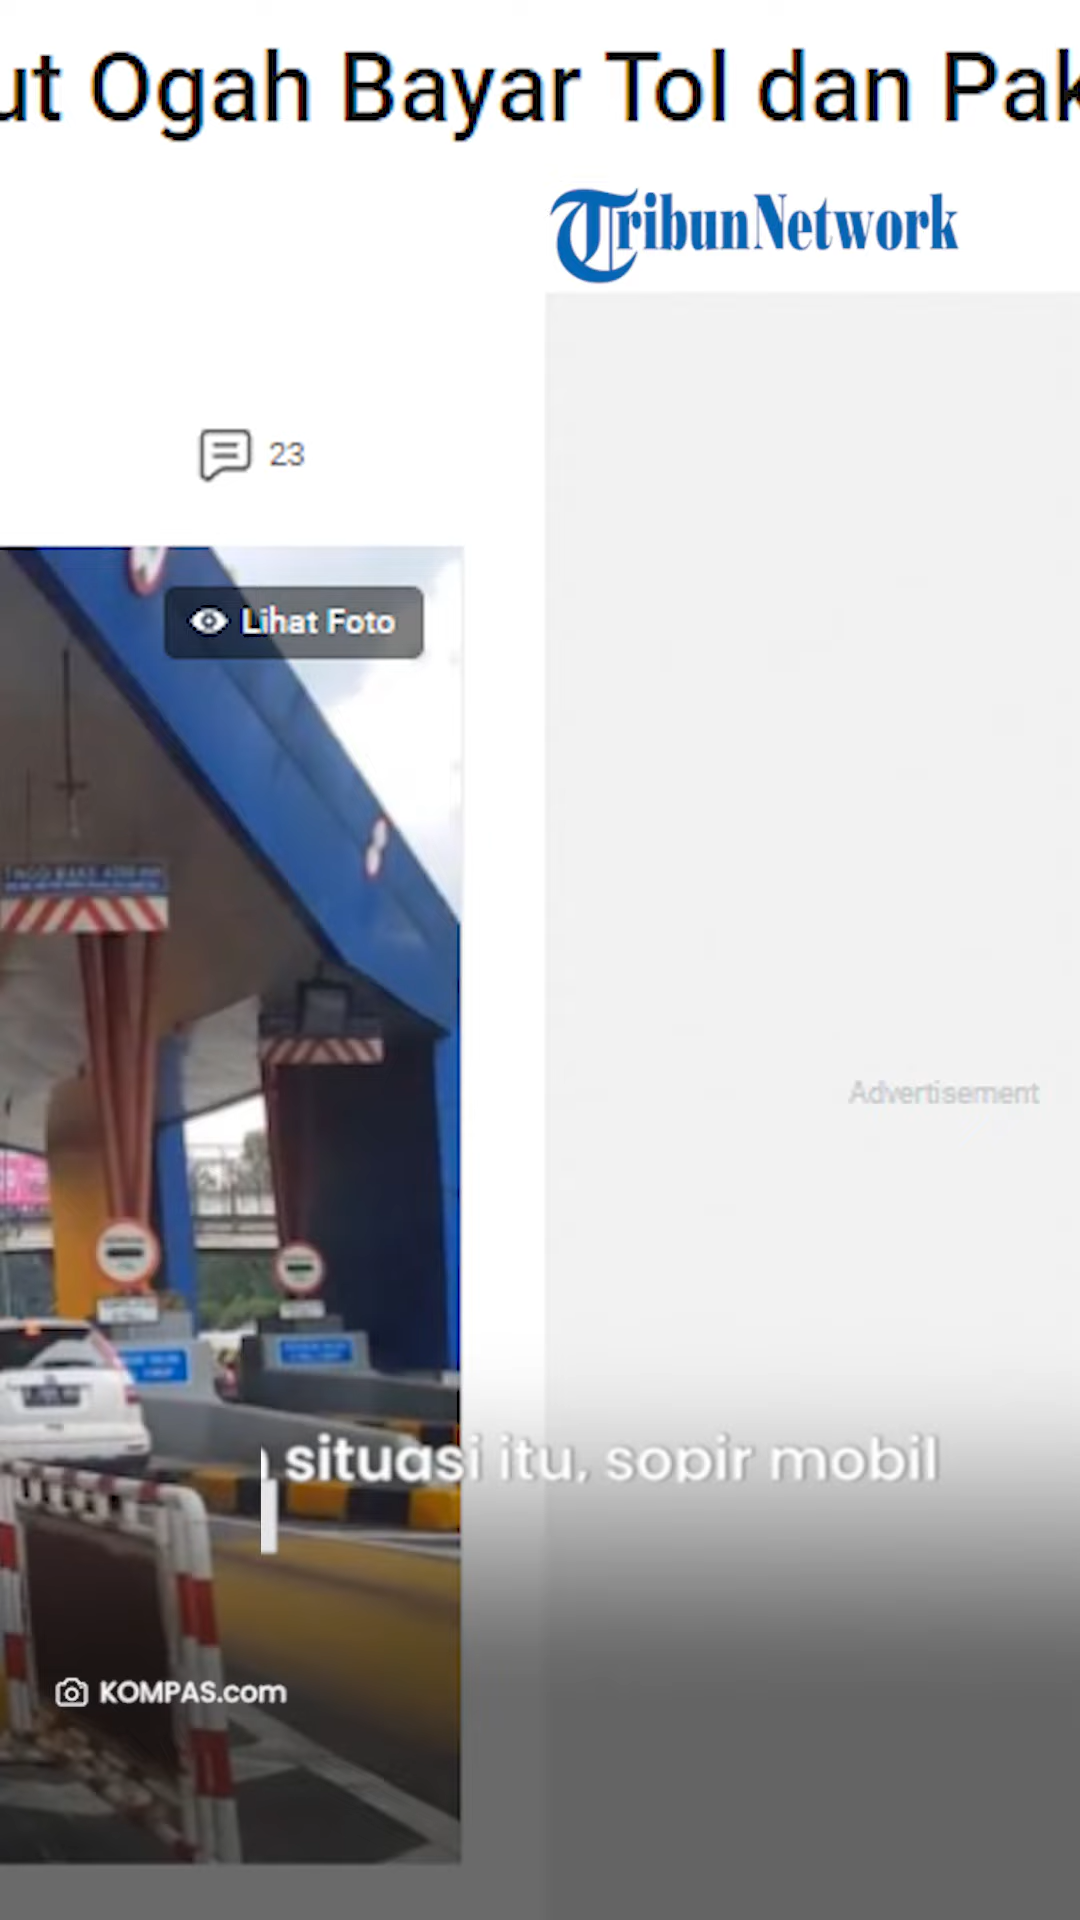 ut Ogah Bayar Tol dan Pak
TribunNetwork
23
Lihat Foto
Advertisement
situasi itu, sopir mobil
KOMPAS.com